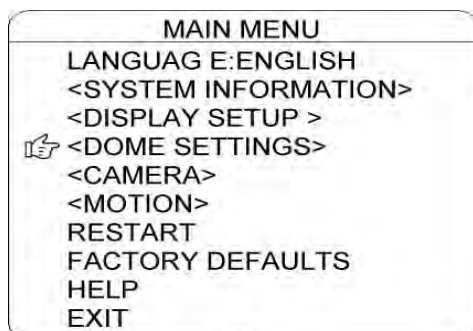 MAIN MENU
LANGUAG E:ENGLISH
<SYSTEM INFORMATION>
<DISPLAY SETUP >
<DOME SETTINGS>
<CAMERA>
<MOTION>
RESTART
FACTORY DEFAULTS
HELP
EXIT